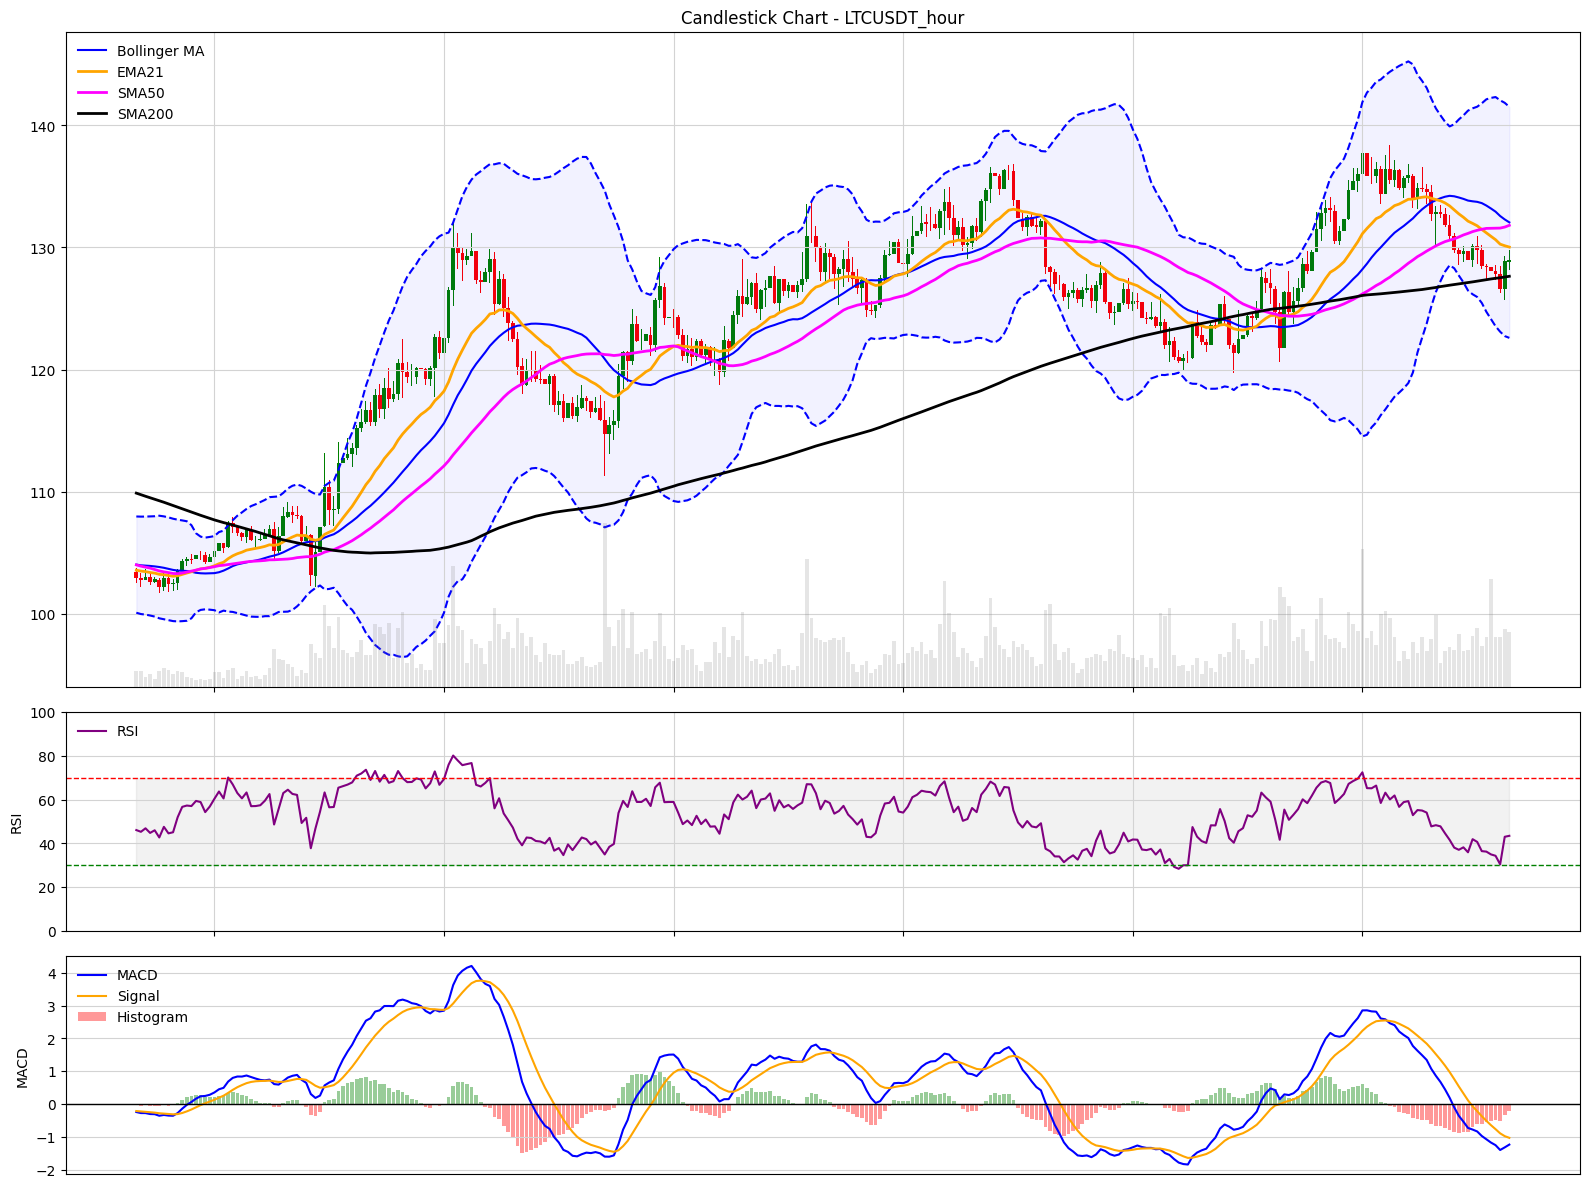 Candlestick Chart - LTCUSDT_hour
Bollinger MA
EMA21
SMA50
SMA200
140
130
120
110
100
RSI
100
80
60
40
20
0
RSI
MACD
Signal
Histogram
4
3
2
1
0
−1
−2
MACD